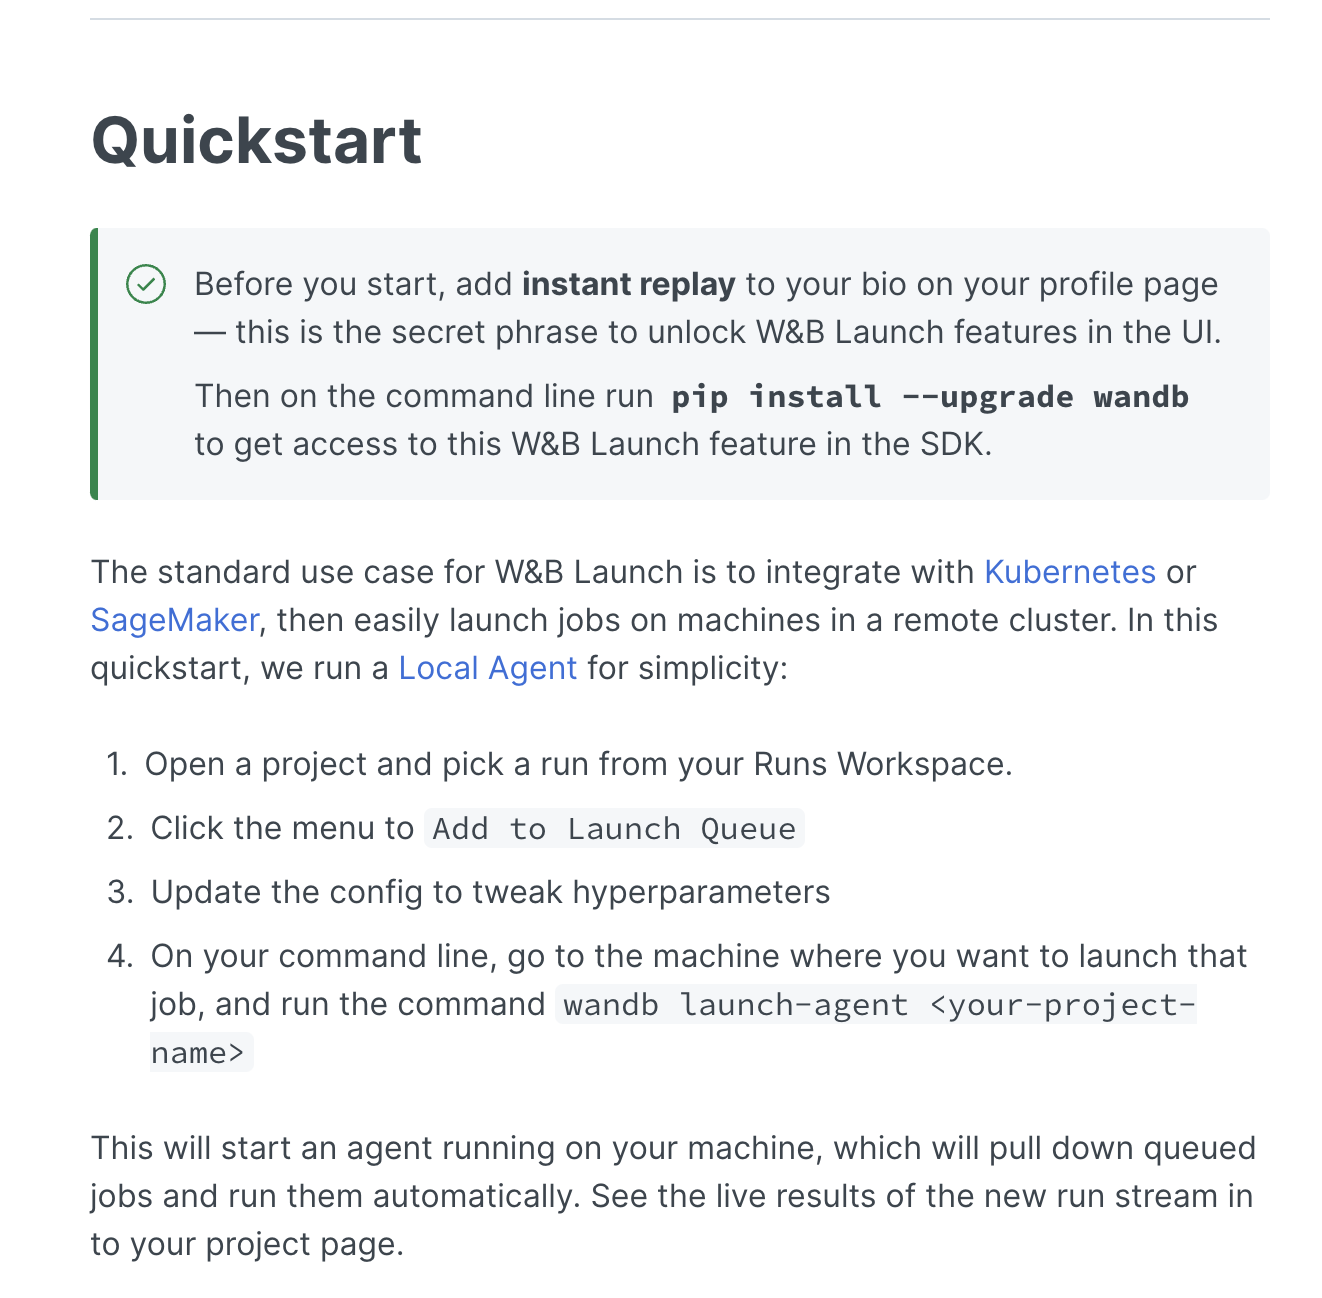 Quickstart
Before you start, add instant replay to your bio on your profile page
— this is the secret phrase to unlock W&B Launch features in the UI.
Then on the command line run pip install --upgrade wandb
to get access to this W&B Launch feature in the SDK.
The standard use case for W&B Launch is to integrate with Kubernetes or
SageMaker, then easily launch jobs on machines in a remote cluster. In this
quickstart, we run a Local Agent for simplicity:
1. Open a project and pick a run from your Runs Workspace.
2. Click the menu to Add to Launch Queue
3. Update the config to tweak hyperparameters
4. On your command line, go to the machine where you want to launch that
job, and run the command wandb launch-agent <your-project-
name>
This will start an agent running on your machine, which will pull down queued
jobs and run them automatically. See the live results of the new run stream in
to your project page.